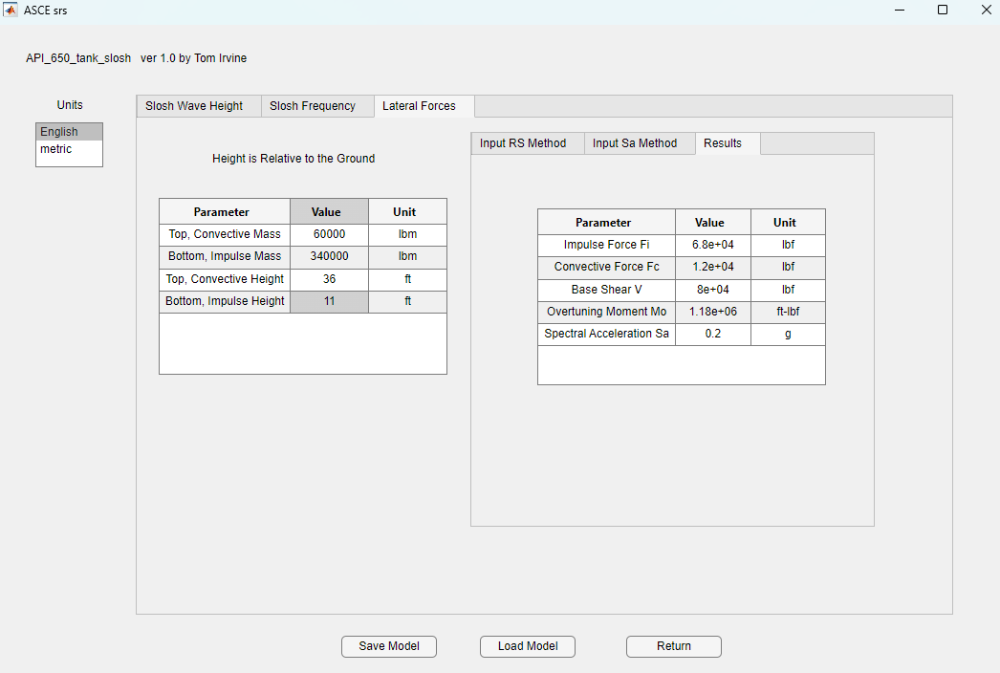 ASCE srs
API_650_tank_slosh ver 1.0 by Tom Irvine
Units
English
metric
Slosh Wave Height Slosh Frequency Lateral Forces
Height is Relative to the Ground
Parameter Value Unit
Top, Convective Mass 60000 lbm
Bottom, Impulse Mass 340000 lbm
Top, Convective Height 36 ft
Bottom, Impulse Height 11 ft
Input RS Method Input Sa Method Results
Parameter Value Unit
Impulse Force Fi 6.8e+04 lbf
Convective Force Fc 1.2e+04 lbf
Base Shear V 8e+04 lbf
Overtuning Moment Mo 1.18e+06 ft-lbf
Spectral Acceleration Sa 0.2 g
Save Model Load Model Return